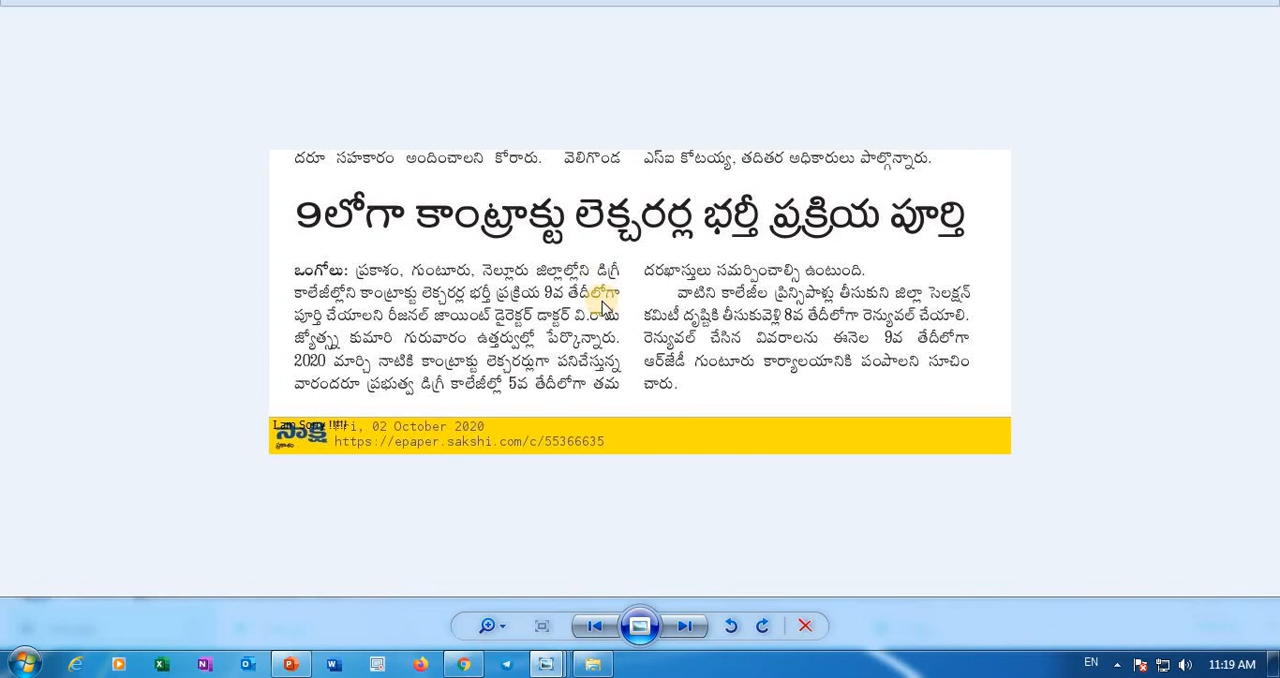 దరూ సహకారం అందించాలని కోరారు. వెలిగొండ
ఎస్ఐ కోటయ్య, తదితర అధికారులు పాల్గొన్నారు.
9లోగా కాంట్రాక్టు లెక్చరర్ల భర్తీ ప్రక్రియ పూర్తి
ఒంగోలు: ప్రకాశం, గుంటూరు, నెల్లూరు జిల్లాల్లోని డిగ్రీ
కాలేజీల్లోని కాంట్రాక్టు లెక్చరర్ల భర్తీ ప్రక్రియ 9వ తేదీలోగా
పూర్తి చేయాలని రీజనల్ జాయింట్ డైరెక్టర్ డాక్టర్ వి.రామ
జ్యోత్స్న కుమారి గురువారం ఉత్తర్వుల్లో పేర్కొన్నారు.
2020 మార్చి నాటికి కాంట్రాక్టు లెక్చరర్లుగా పనిచేస్తున్న
వారందరూ ప్రభుత్వ డిగ్రీ కాలేజీల్లో 5వ తేదీలోగా తమ
దరఖాస్తులు సమర్పించాల్సి ఉంటుంది.
వాటిని కాలేజీల ప్రిన్సిపాళ్లు తీసుకుని జిల్లా సెలక్షన్
కమిటీ దృష్టికి తీసుకువెళ్లి 8వ తేదీలోగా రెన్యువల్ చేయాలి.
రెన్యువల్ చేసిన వివరాలను ఈనెల 9వ తేదీలోగా
ఆర్‌జేడీ గుంటూరు కార్యాలయానికి పంపాలని సూచిం
చారు.
సాక్షి
ప్రకాశం
Fri, 02 October 2020
https://epaper.sakshi.com/c/55366635
EN
11:19 AM